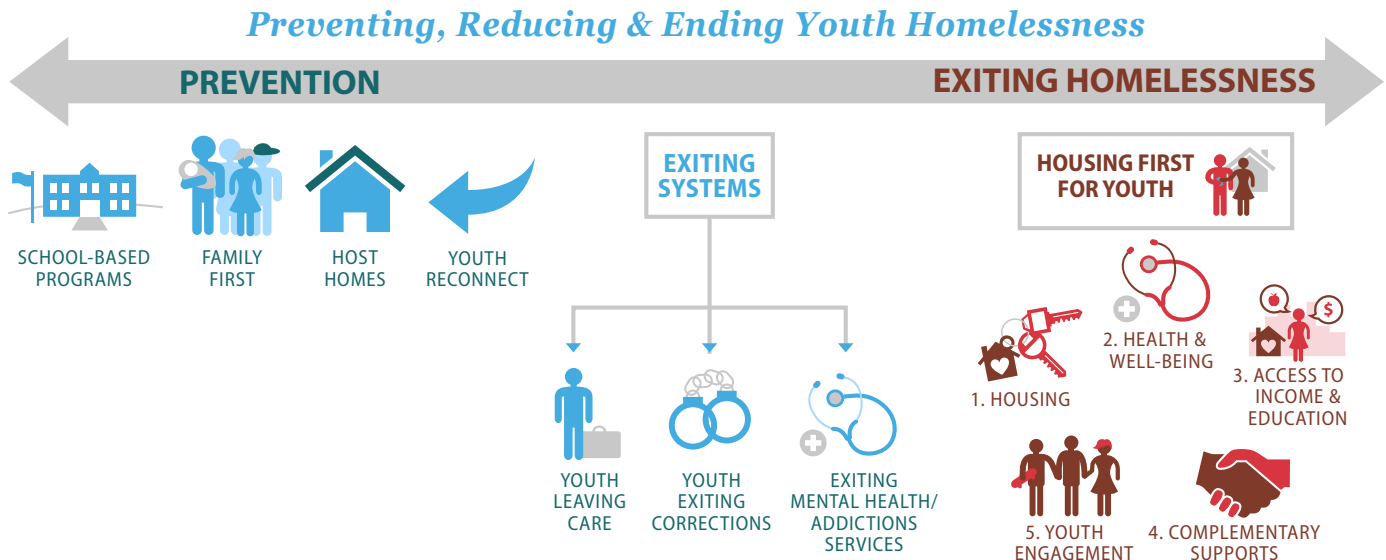 Preventing, Reducing & Ending Youth Homelessness
PREVENTION
EXITING HOMELESSNESS
SCHOOL-BASED
PROGRAMS
FAMILY
FIRST
HOST
HOMES
YOUTH
RECONNECT
EXITING
SYSTEMS
YOUTH
LEAVING
CARE
YOUTH
EXITING
CORRECTIONS
EXITING
MENTAL HEALTH/
ADDICTIONS
SERVICES
HOUSING FIRST
FOR YOUTH
1. HOUSING
2. HEALTH &
WELL-BEING
$
3. ACCESS TO
INCOME &
EDUCATION
4. COMPLEMENTARY
SUPPORTS
5. YOUTH
ENGAGEMENT